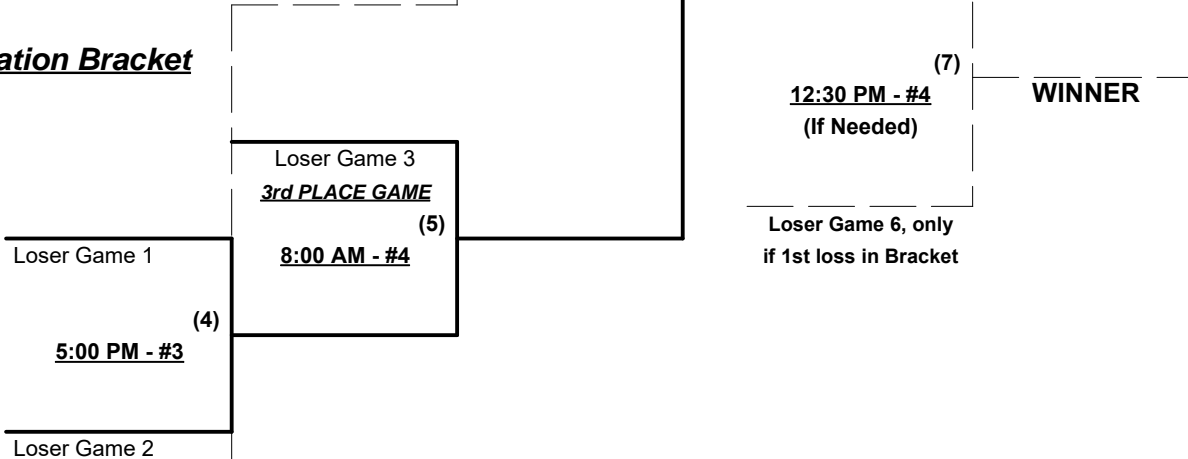 Bracket
(7)
12:30 PM - #4
(If Needed)
WINNER
Loser Game 3
3rd PLACE GAME
(5)
8:00 AM - #4
Loser Game 6, only
if 1st loss in Bracket
Loser Game 1
(4)
5:00 PM - #3
Loser Game 2